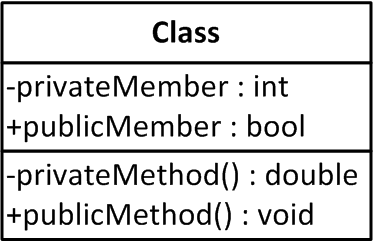 Class
-privateMember : int
+publicMember : bool
-privateMethod() : double
+publicMethod() : void